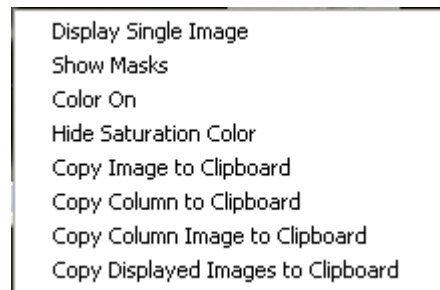 Display Single Image
Show Masks
Color On
Hide Saturation Color
Copy Image to Clipboard
Copy Column to Clipboard
Copy Column Image to Clipboard
Copy Displayed Images to Clipboard